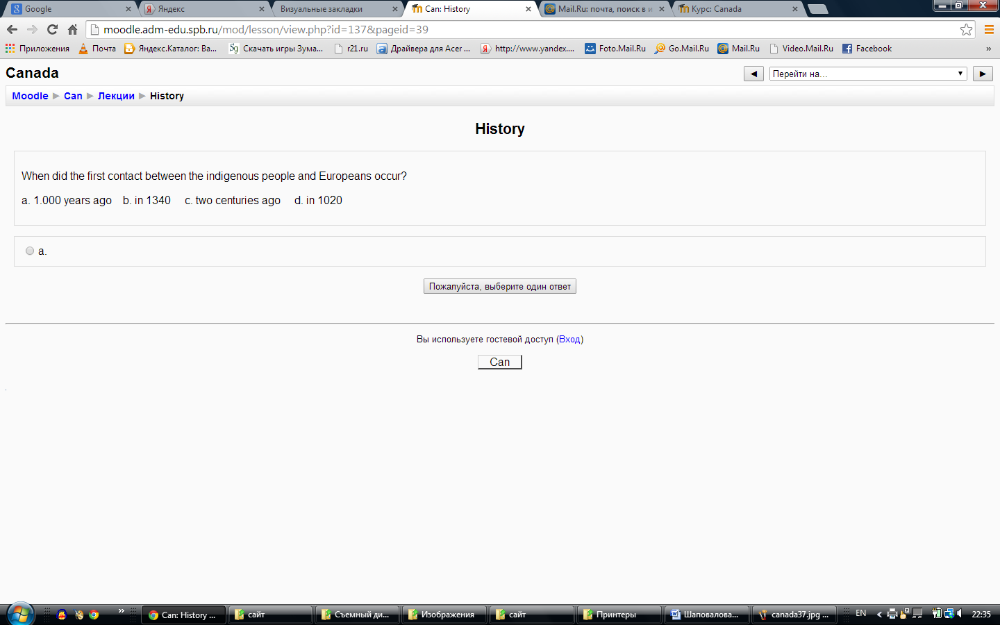 Google
Яндекс
Визуальные закладки
Can: History
Mail.Ru: почта, поиск в и
Курс: Canada
moodle.adm-edu.spb.ru/mod/lesson/view.php?id=137&pageid=39
Приложения
Почта
Яндекс.Каталог: Ва...
Скачать игры Зума...
r21.ru
Драйвера для Acer ...
http://www.yandex....
Foto.Mail.Ru
Go.Mail.Ru
Mail.Ru
Video.Mail.Ru
Facebook
»
Canada
◄
Перейти на...
►
Moodle ► Can ► Лекции ► History
History
When did the first contact between the indigenous people and Europeans occur?
a. 1.000 years ago b. in 1340 c. two centuries ago d. in 1020
a.
Пожалуйста, выберите один ответ
Вы используете гостевой доступ (Вход)
Can
.
»
Can: History ...
сайт
Съемный ди...
Изображения
сайт
Принтеры
Шаповалова...
canada37.jpg ...
EN
22:35